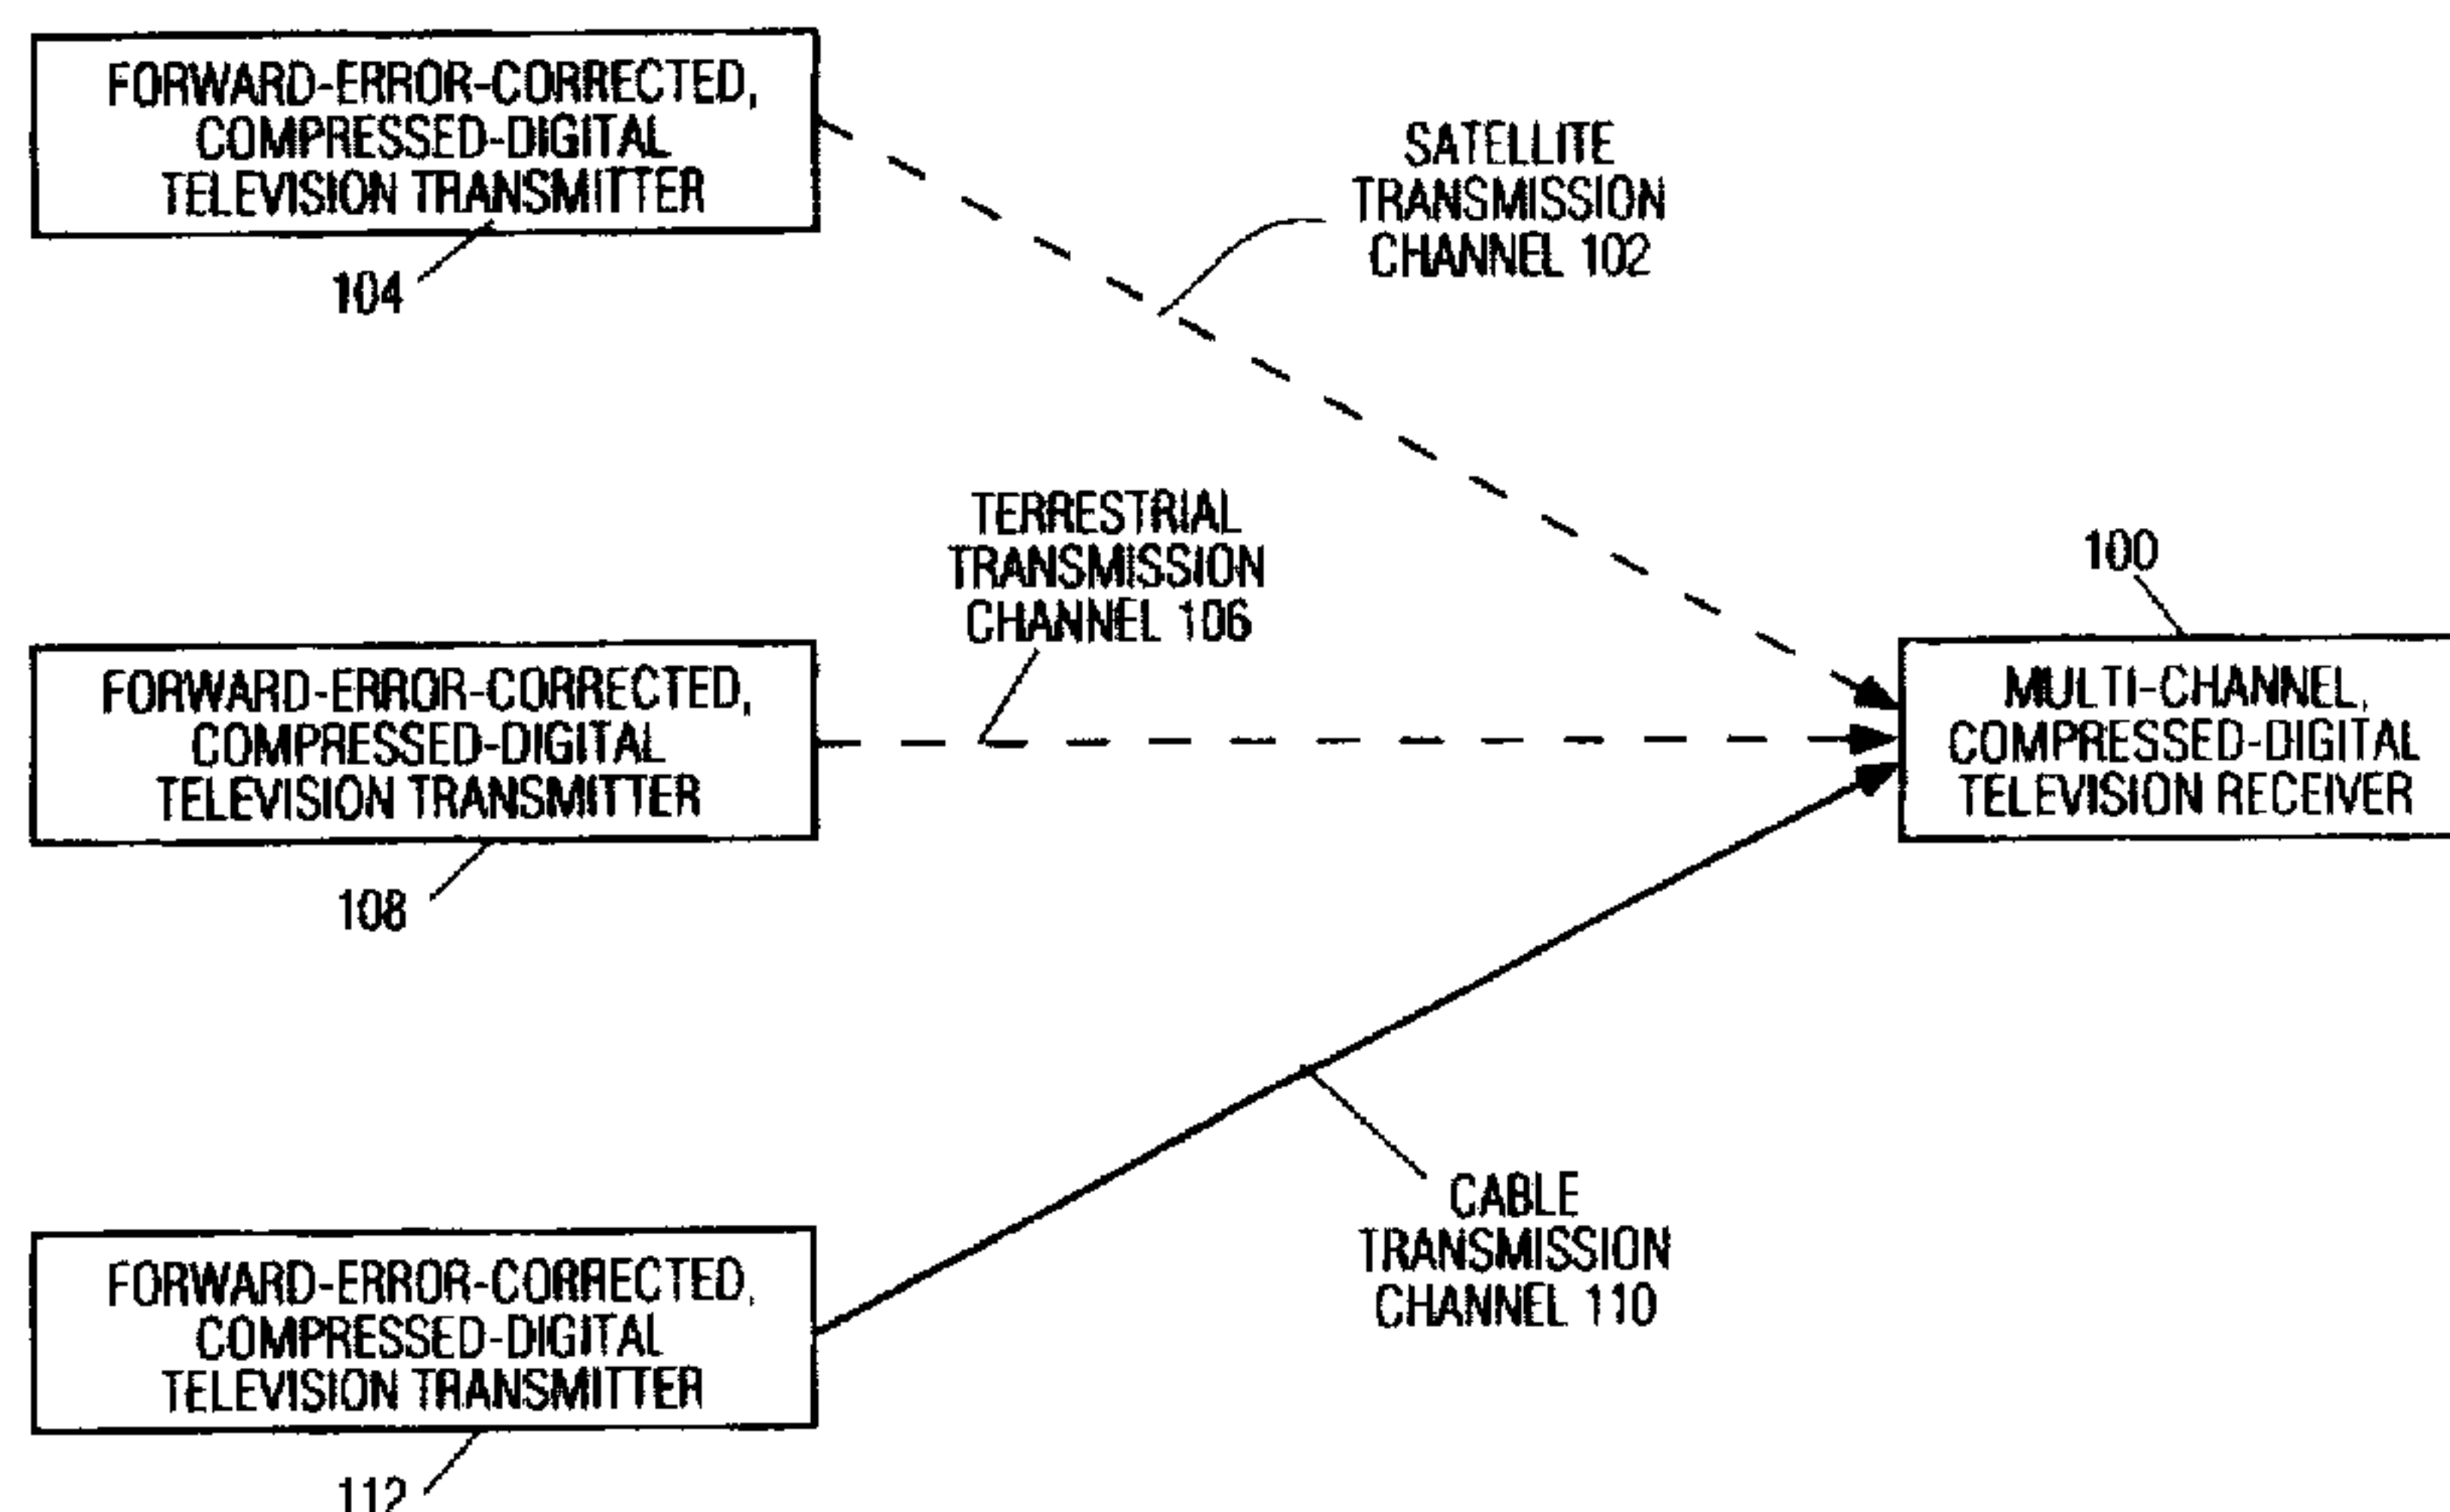 FORWARD-ERROR-CORRECTED,
COMPRESSED-DIGITAL
TELEVISION TRANSMITTER
104
SATELLITE
TRANSMISSION
CHANNEL 102
TERRESTRIAL
TRANSMISSION
CHANNEL 106
100
FORWARD-ERROR-CORRECTED,
COMPRESSED-DIGITAL
TELEVISION TRANSMITTER
108
MULTI-CHANNEL,
COMPRESSED-DIGITAL
TELEVISION RECEIVER
CABLE
TRANSMISSION
CHANNEL 110
FORWARD-ERROR-CORRECTED,
COMPRESSED-DIGITAL
TELEVISION TRANSMITTER
112